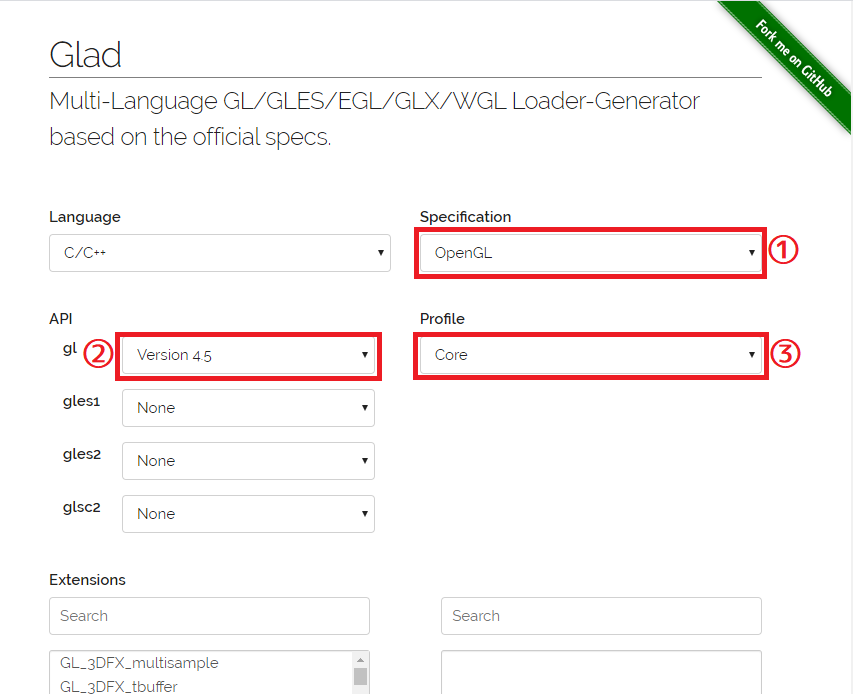 Fork me on GitHub
Glad
Multi-Language GL/GLES/EGL/GLX/WGL Loader-Generator
based on the official specs.
Language
Specification
C/C++
OpenGL
①
API
Profile
gl
②
Version 4.5
Core
③
gles1
None
gles2
None
glsc2
None
Extensions
Search
Search
GL_3DFX_multisample
GL_3DFX_tbuffer